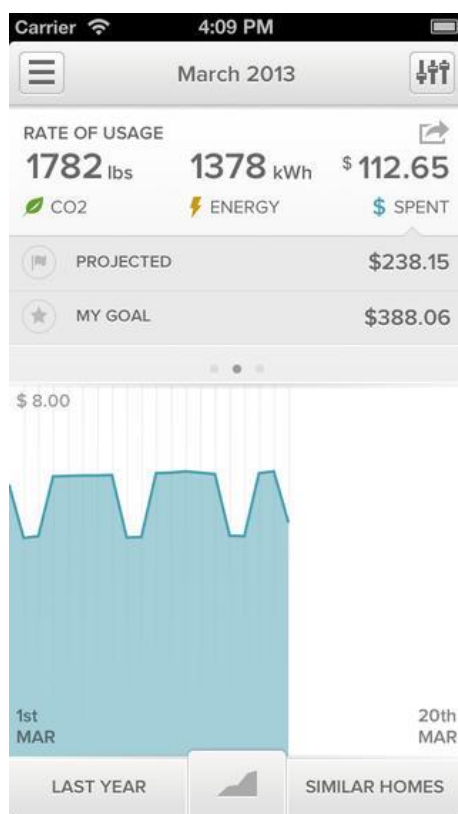 Carrier 4:09 PM
March 2013
RATE OF USAGE
1782 lbs 1378 kWh $ 112.65
CO2 ENERGY $ SPENT
PROJECTED $238.15
MY GOAL $388.06
$ 8.00
1st 20th
MAR MAR
LAST YEAR SIMILAR HOMES